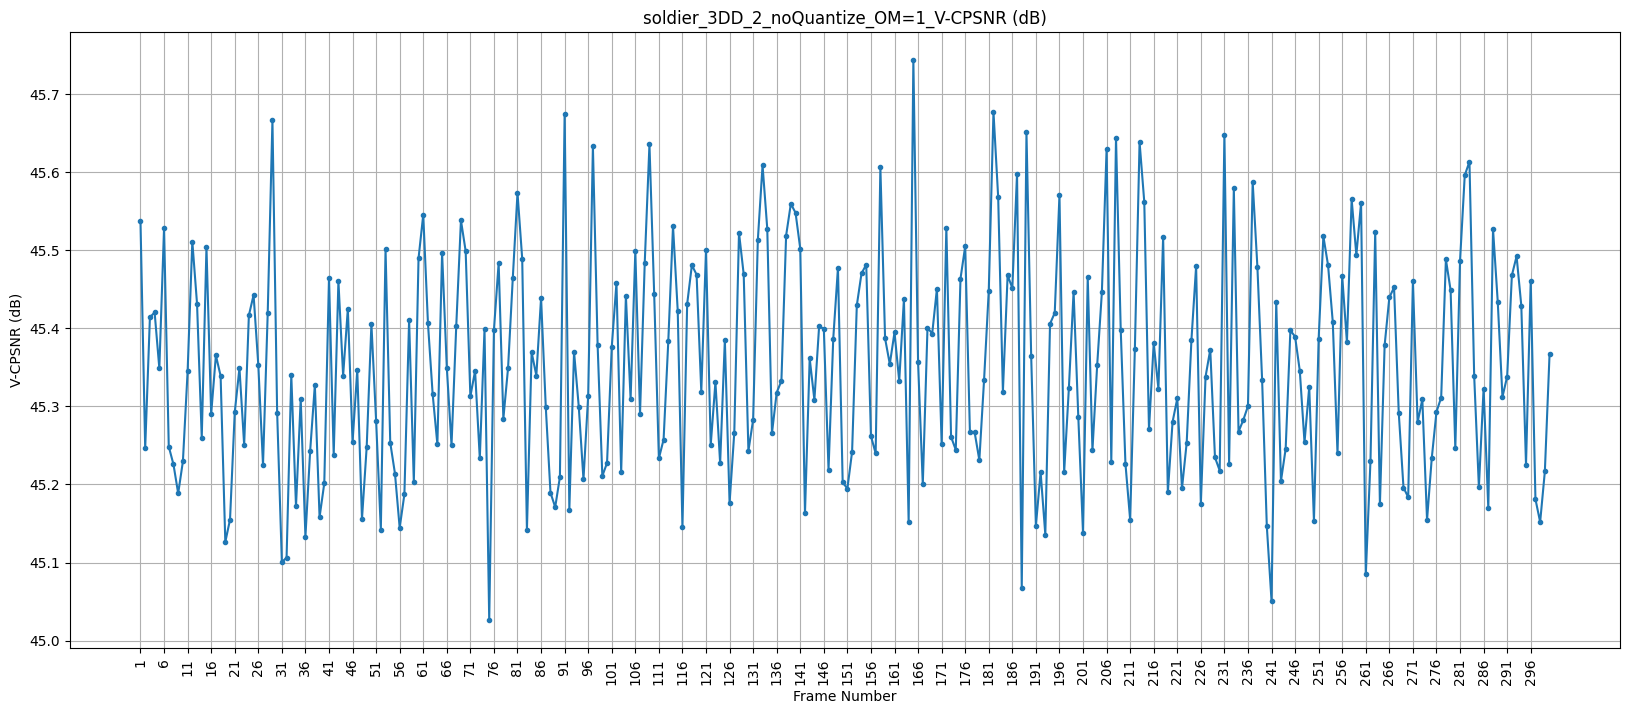 soldier_3DD_2_noQuantize_OM=1_V-CPSNR (dB)
45.7
45.6
45.5
45.4
45.3
45.2
45.1
45.0
V-CPSNR (dB)
1 6 11 16 21 26 31 36 41 46 51 56 61 66 71 76 81 86 91 96 101 106 111 116 121 126 131 136 141 146 151 156 161 166 171 176 181 186 191 196 201 206 211 216 221 226 231 236 241 246 251 256 261 266 271 276 281 286 291 296
Frame Number